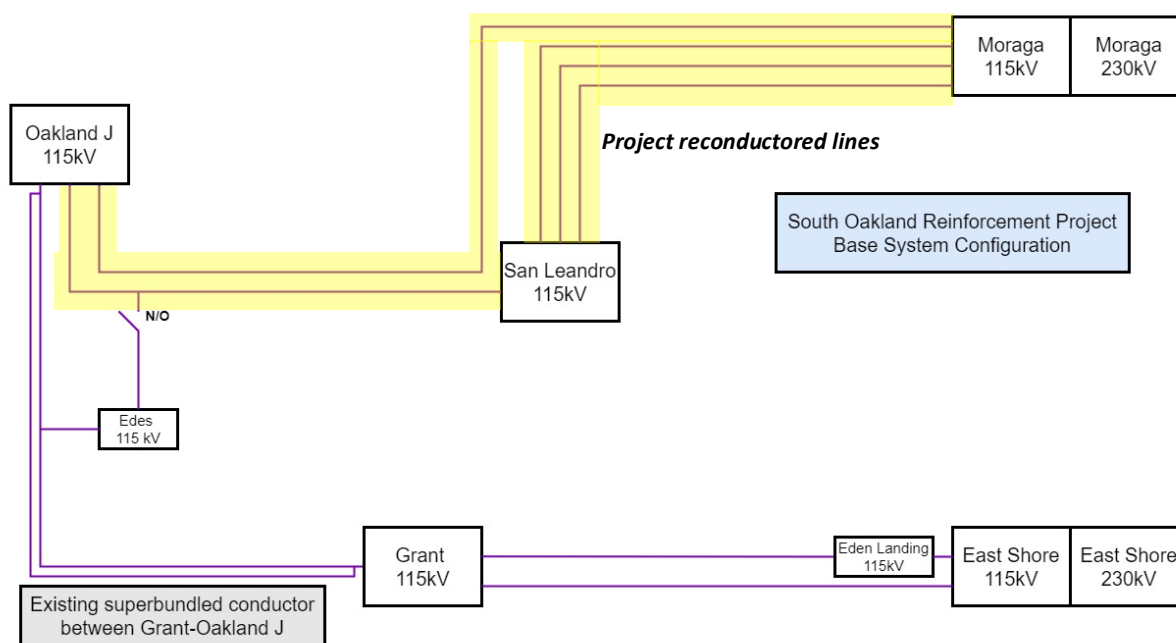 Moraga
115kV
Moraga
230kV
Oakland J
115kV
Project reconductored lines
South Oakland Reinforcement Project
Base System Configuration
San Leandro
115kV
N/O
Edes
115 kV
Grant
115kV
Eden Landing
115kV
East Shore
115kV
East Shore
230kV
Existing superbundled conductor
between Grant-Oakland J